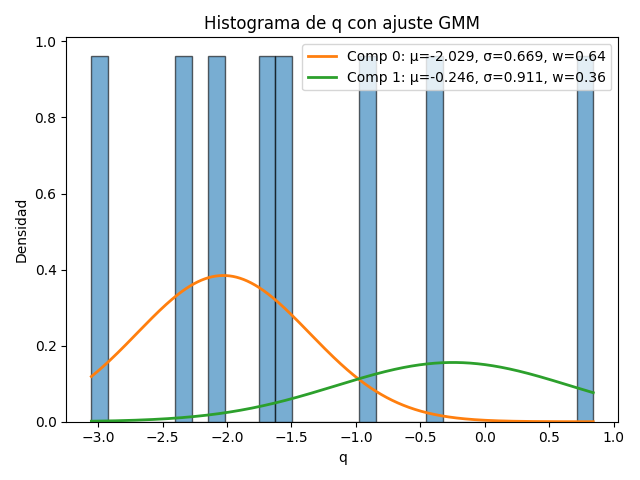 Histograma de q con ajuste GMM
Comp 0: μ=-2.029, σ=0.669, w=0.64
Comp 1: μ=-0.246, σ=0.911, w=0.36
Densidad
1.0
0.8
0.6
0.4
0.2
0.0
−3.0 −2.5 −2.0 −1.5 −1.0 −0.5 0.0 0.5 1.0
q